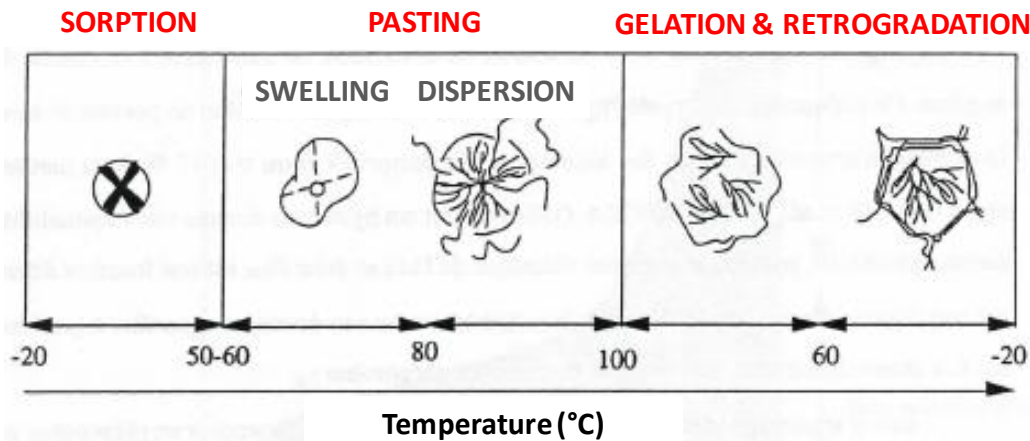 SORPTION PASTING GELATION & RETROGRADATION
SWELLING DISPERSION
-20 50-60 80 100 60 -20
Temperature (°C)